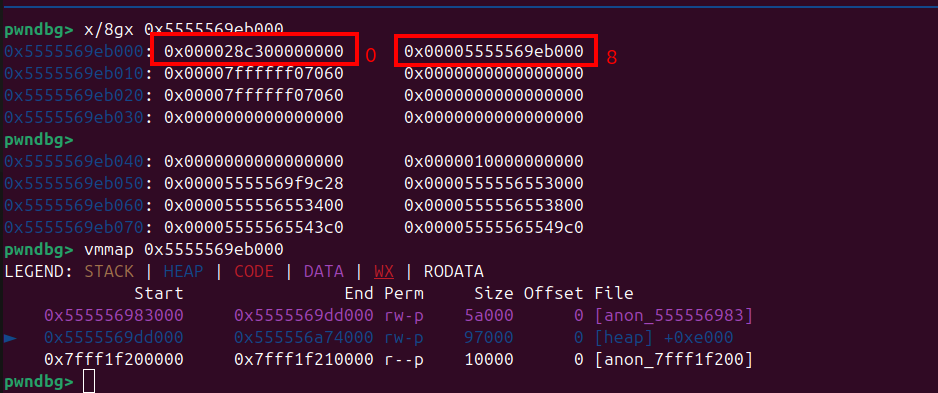 pwndbg> x/8gx 0x5555569eb000
0x5555569eb000: 0x000028c300000000 0 0x00005555569eb000 8
0x5555569eb010: 0x00007ffffff07060 0x0000000000000000
0x5555569eb020: 0x00007ffffff07060 0x0000000000000000
0x5555569eb030: 0x0000000000000000 0x0000000000000000
pwndbg>
0x5555569eb040: 0x0000000000000000 0x0000010000000000
0x5555569eb050: 0x00005555569f9c28 0x0000555556553000
0x5555569eb060: 0x0000555556553400 0x0000555556553800
0x5555569eb070: 0x00005555565543c0 0x00005555565549c0
pwndbg> vmmap 0x5555569eb000
LEGEND: STACK | HEAP | CODE | DATA | WX | RODATA
Start End Perm Size Offset File
0x555556983000 0x5555569dd000 rw-p 5a000 0 [anon_555556983]
► 0x5555569dd000 0x555556a74000 rw-p 97000 0 [heap] +0xe000
0x7fff1f200000 0x7fff1f210000 r--p 10000 0 [anon_7fff1f200]
pwndbg>